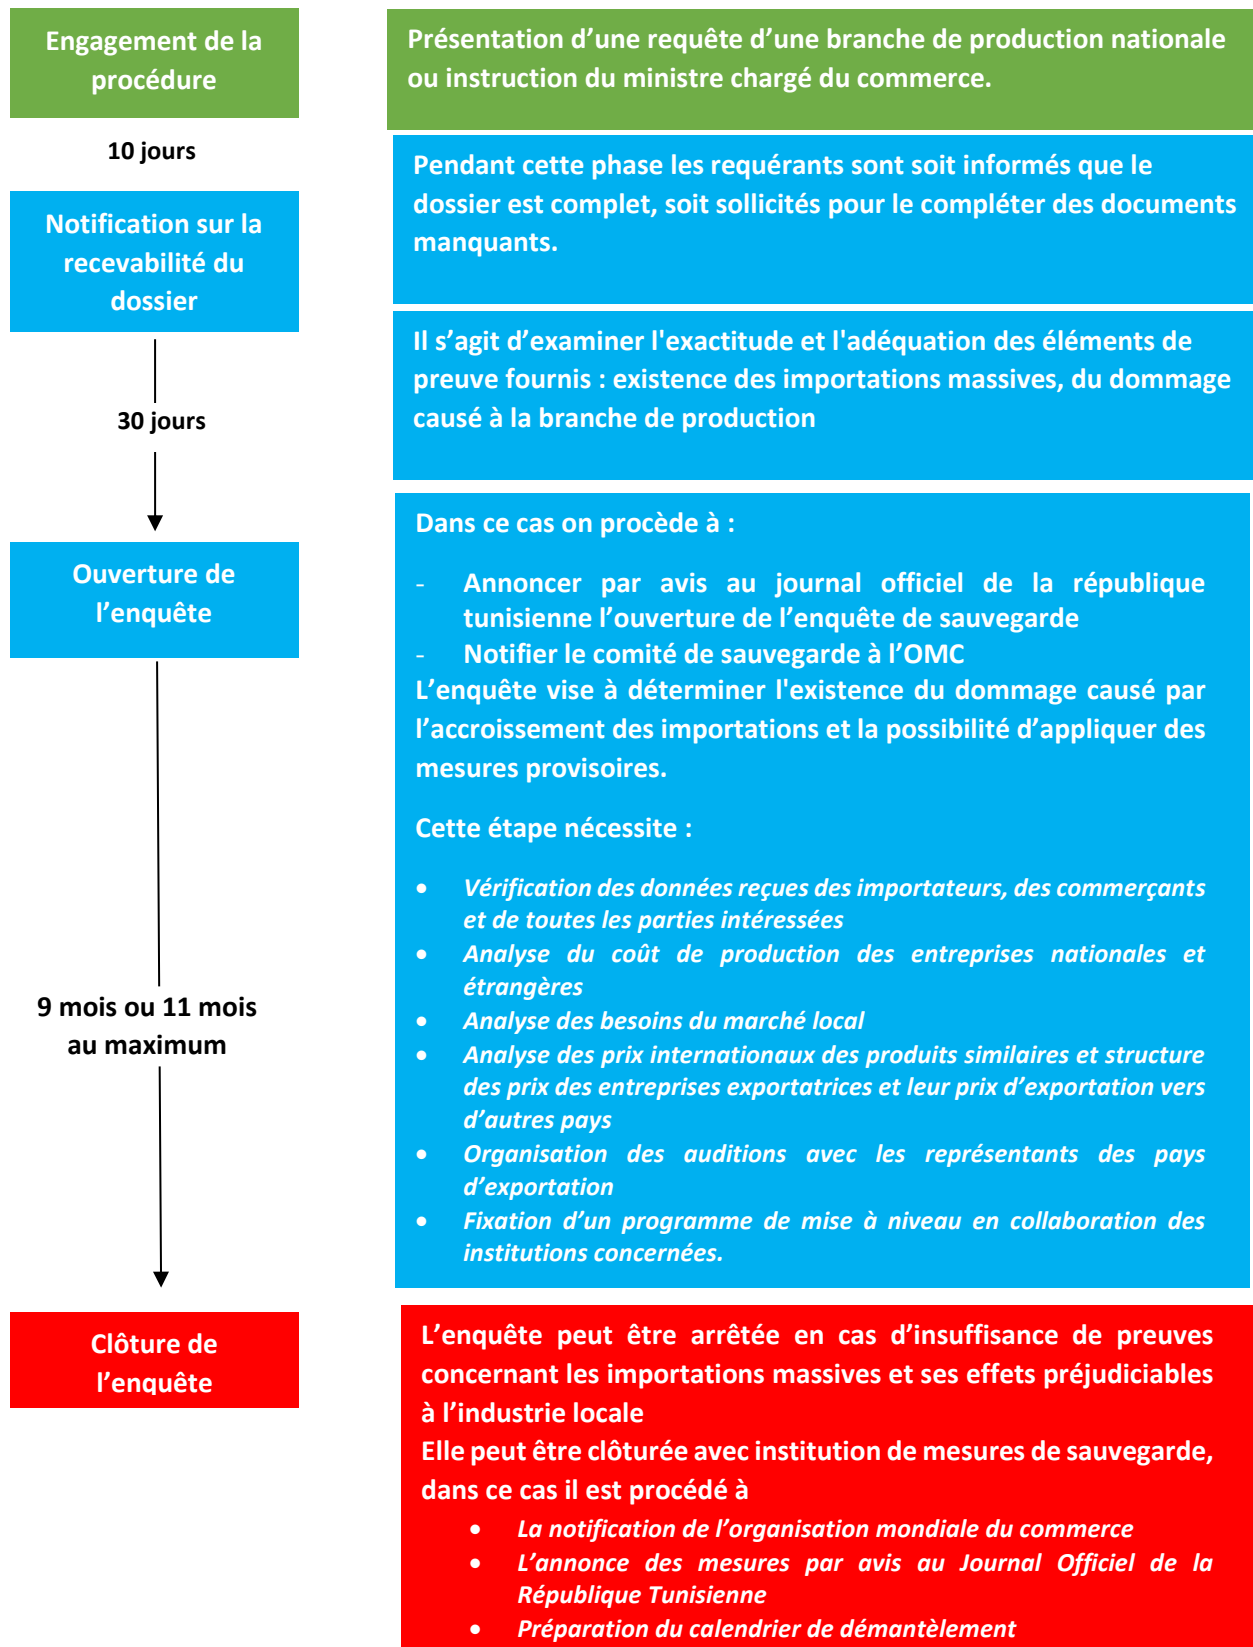 Engagement de la
procédure
Présentation d’une requête d’une branche de production nationale
ou instruction du ministre chargé du commerce.
10 jours
Notification sur la
recevabilité du
dossier
Pendant cette phase les requérants sont soit informés que le
dossier est complet, soit sollicités pour le compléter des documents
manquants.
30 jours
Il s’agit d’examiner l'exactitude et l'adéquation des éléments de
preuve fournis : existence des importations massives, du dommage
causé à la branche de production
Ouverture de
l’enquête
Dans ce cas on procède à :
- Annoncer par avis au journal officiel de la république
tunisienne l’ouverture de l’enquête de sauvegarde
- Notifier le comité de sauvegarde à l’OMC
L’enquête vise à déterminer l'existence du dommage causé par
l’accroissement des importations et la possibilité d’appliquer des
mesures provisoires.
Cette étape nécessite :
• Vérification des données reçues des importateurs, des commerçants
et de toutes les parties intéressées
• Analyse du coût de production des entreprises nationales et
étrangères
• Analyse des besoins du marché local
• Analyse des prix internationaux des produits similaires et structure
des prix des entreprises exportatrices et leur prix d’exportation vers
d’autres pays
• Organisation des auditions avec les représentants des pays
d’exportation
• Fixation d’un programme de mise à niveau en collaboration des
institutions concernées.
9 mois ou 11 mois
au maximum
Clôture de
l’enquête
L’enquête peut être arrêtée en cas d’insuffisance de preuves
concernant les importations massives et ses effets préjudiciables
à l’industrie locale
Elle peut être clôturée avec institution de mesures de sauvegarde,
dans ce cas il est procédé à
• La notification de l’organisation mondiale du commerce
• L’annonce des mesures par avis au Journal Officiel de la
République Tunisienne
• Préparation du calendrier de démantèlement